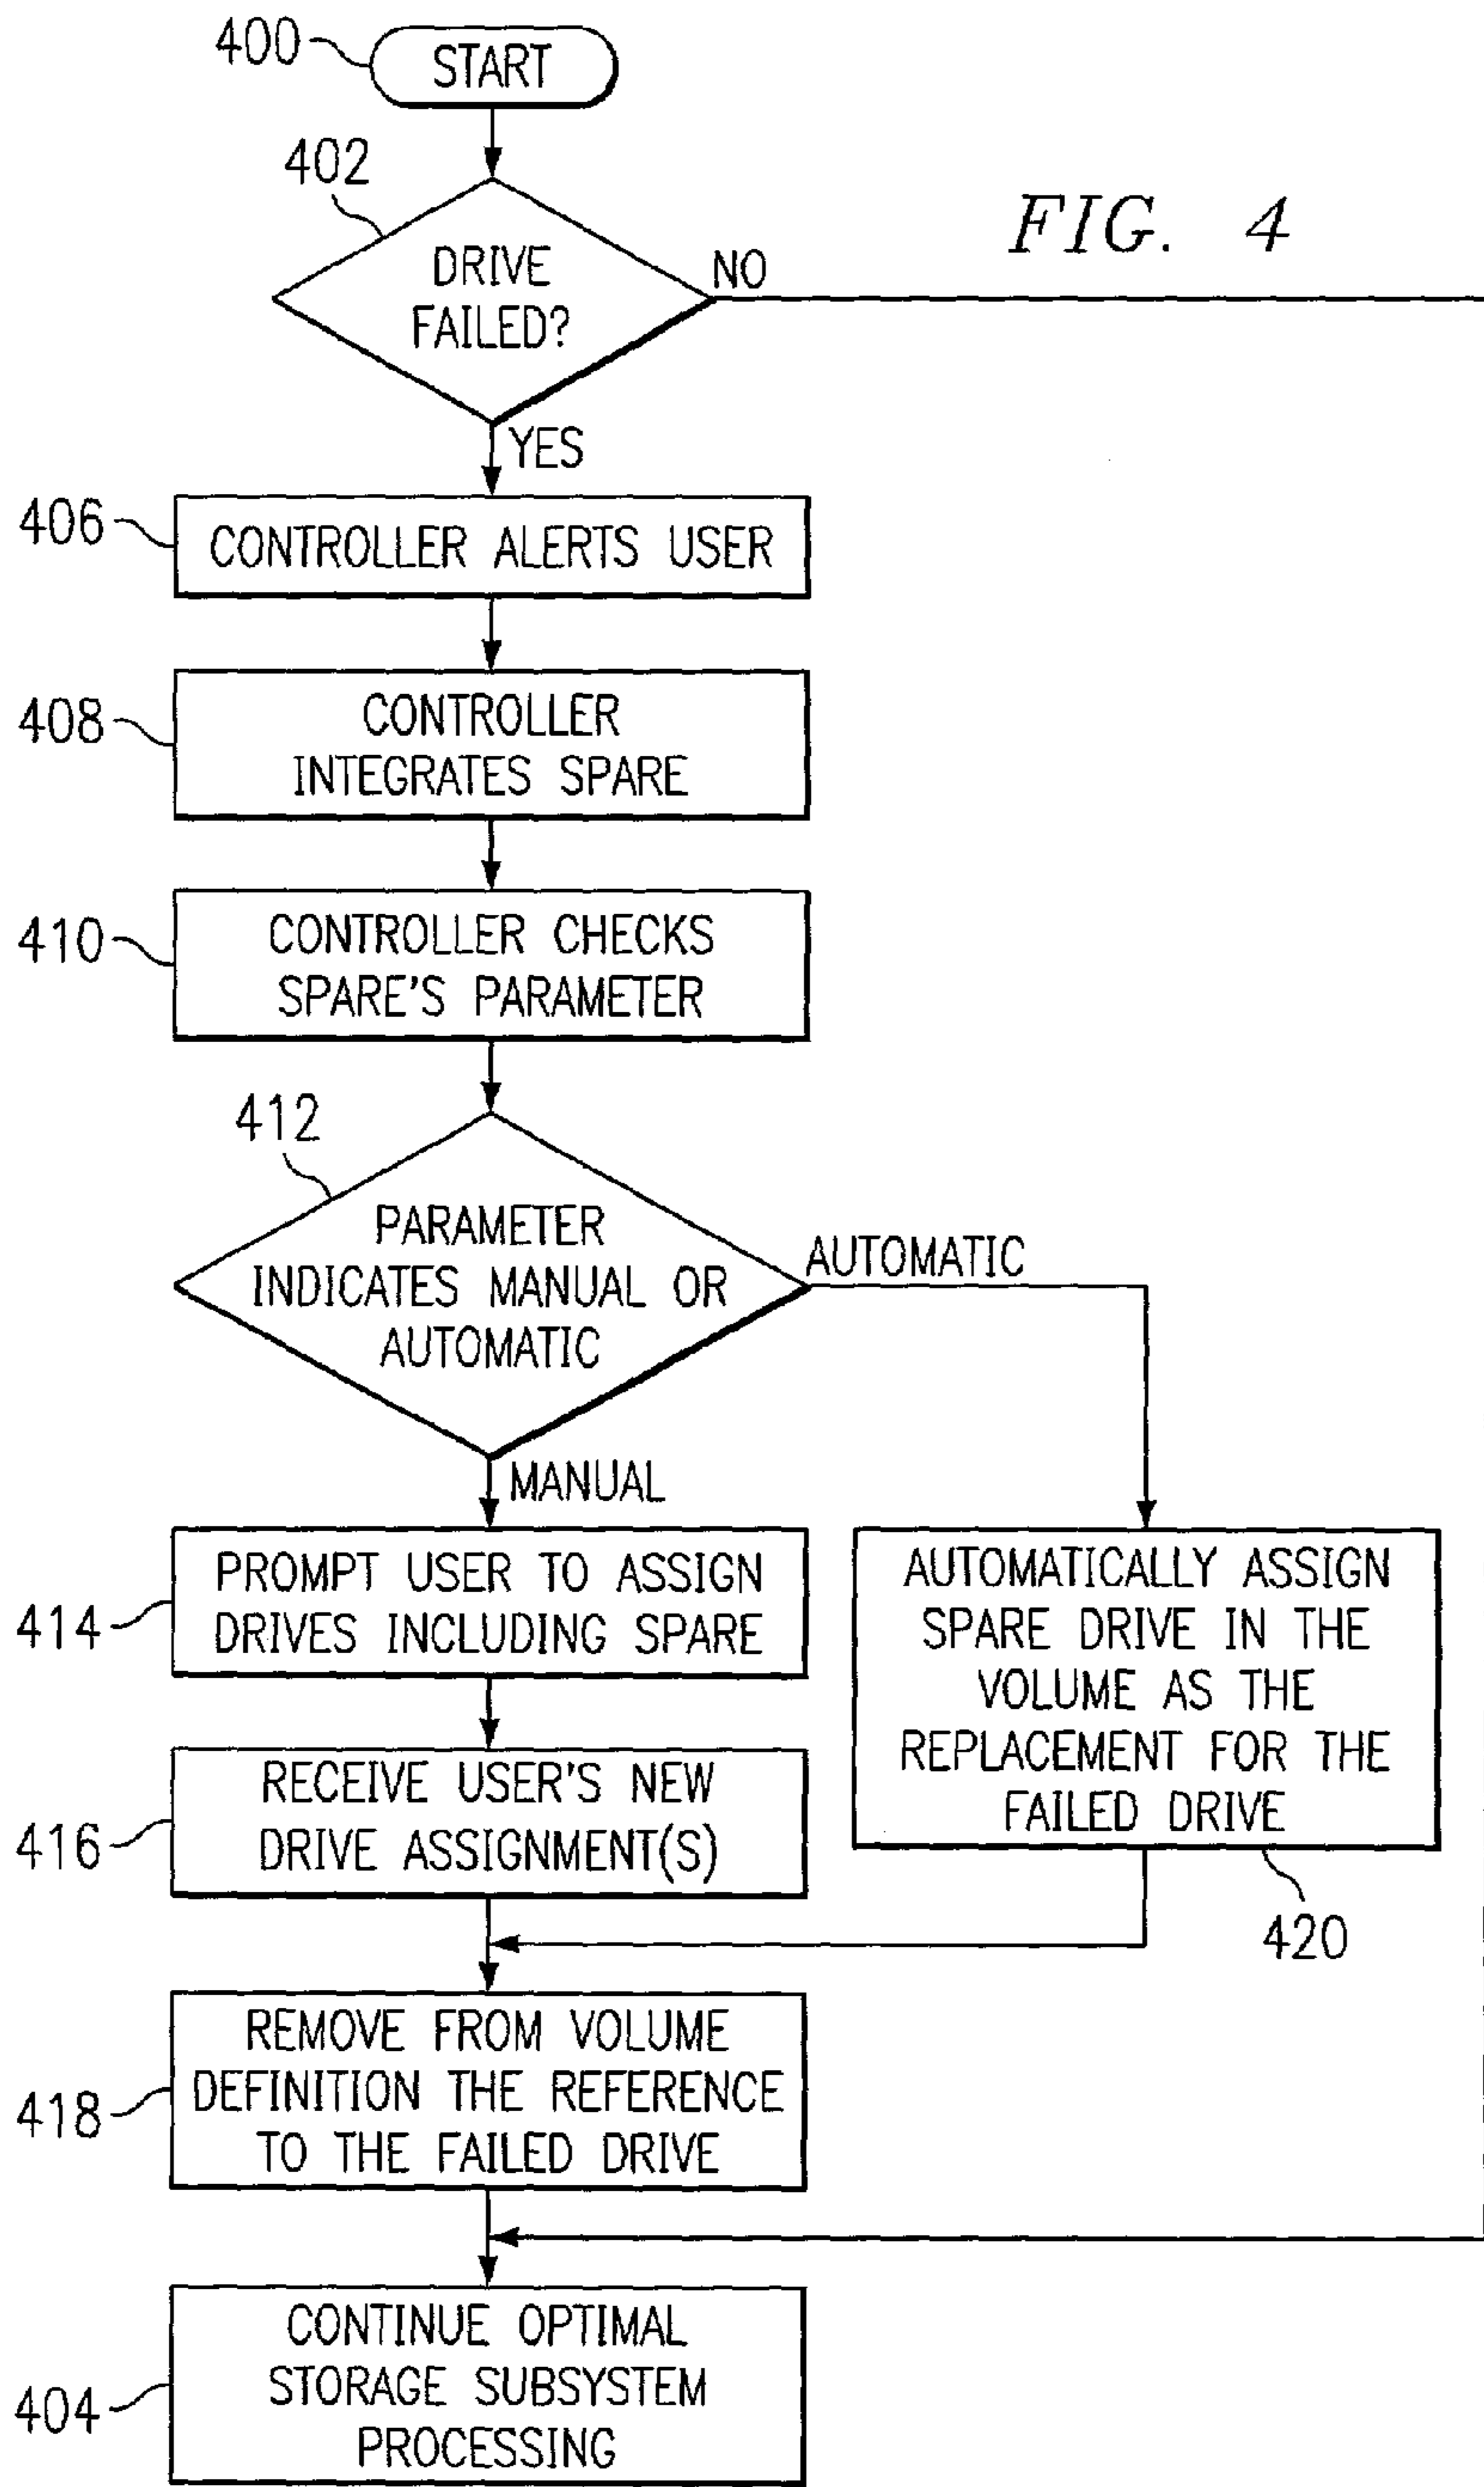 400
START
402
FIG. 4
DRIVE
FAILED?
NO
YES
406
CONTROLLER ALERTS USER
408
CONTROLLER
INTEGRATES SPARE
410
CONTROLLER CHECKS
SPARE'S PARAMETER
412
PARAMETER
INDICATES MANUAL OR
AUTOMATIC
AUTOMATIC
MANUAL
414
PROMPT USER TO ASSIGN
DRIVES INCLUDING SPARE
AUTOMATICALLY ASSIGN
SPARE DRIVE IN THE
VOLUME AS THE
REPLACEMENT FOR THE
FAILED DRIVE
420
416
RECEIVE USER'S NEW
DRIVE ASSIGNMENT(S)
418
REMOVE FROM VOLUME
DEFINITION THE REFERENCE
TO THE FAILED DRIVE
404
CONTINUE OPTIMAL
STORAGE SUBSYSTEM
PROCESSING